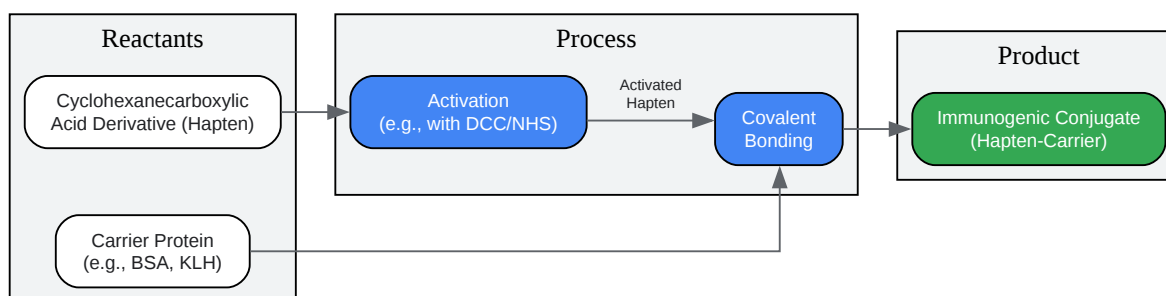 Reactants
Cyclohexanecarboxylic
Acid Derivative (Hapten)
Carrier Protein
(e.g., BSA, KLH)
Process
Activation
(e.g., with DCC/NHS)
Activated
Hapten
Covalent
Bonding
Product
Immunogenic Conjugate
(Hapten-Carrier)